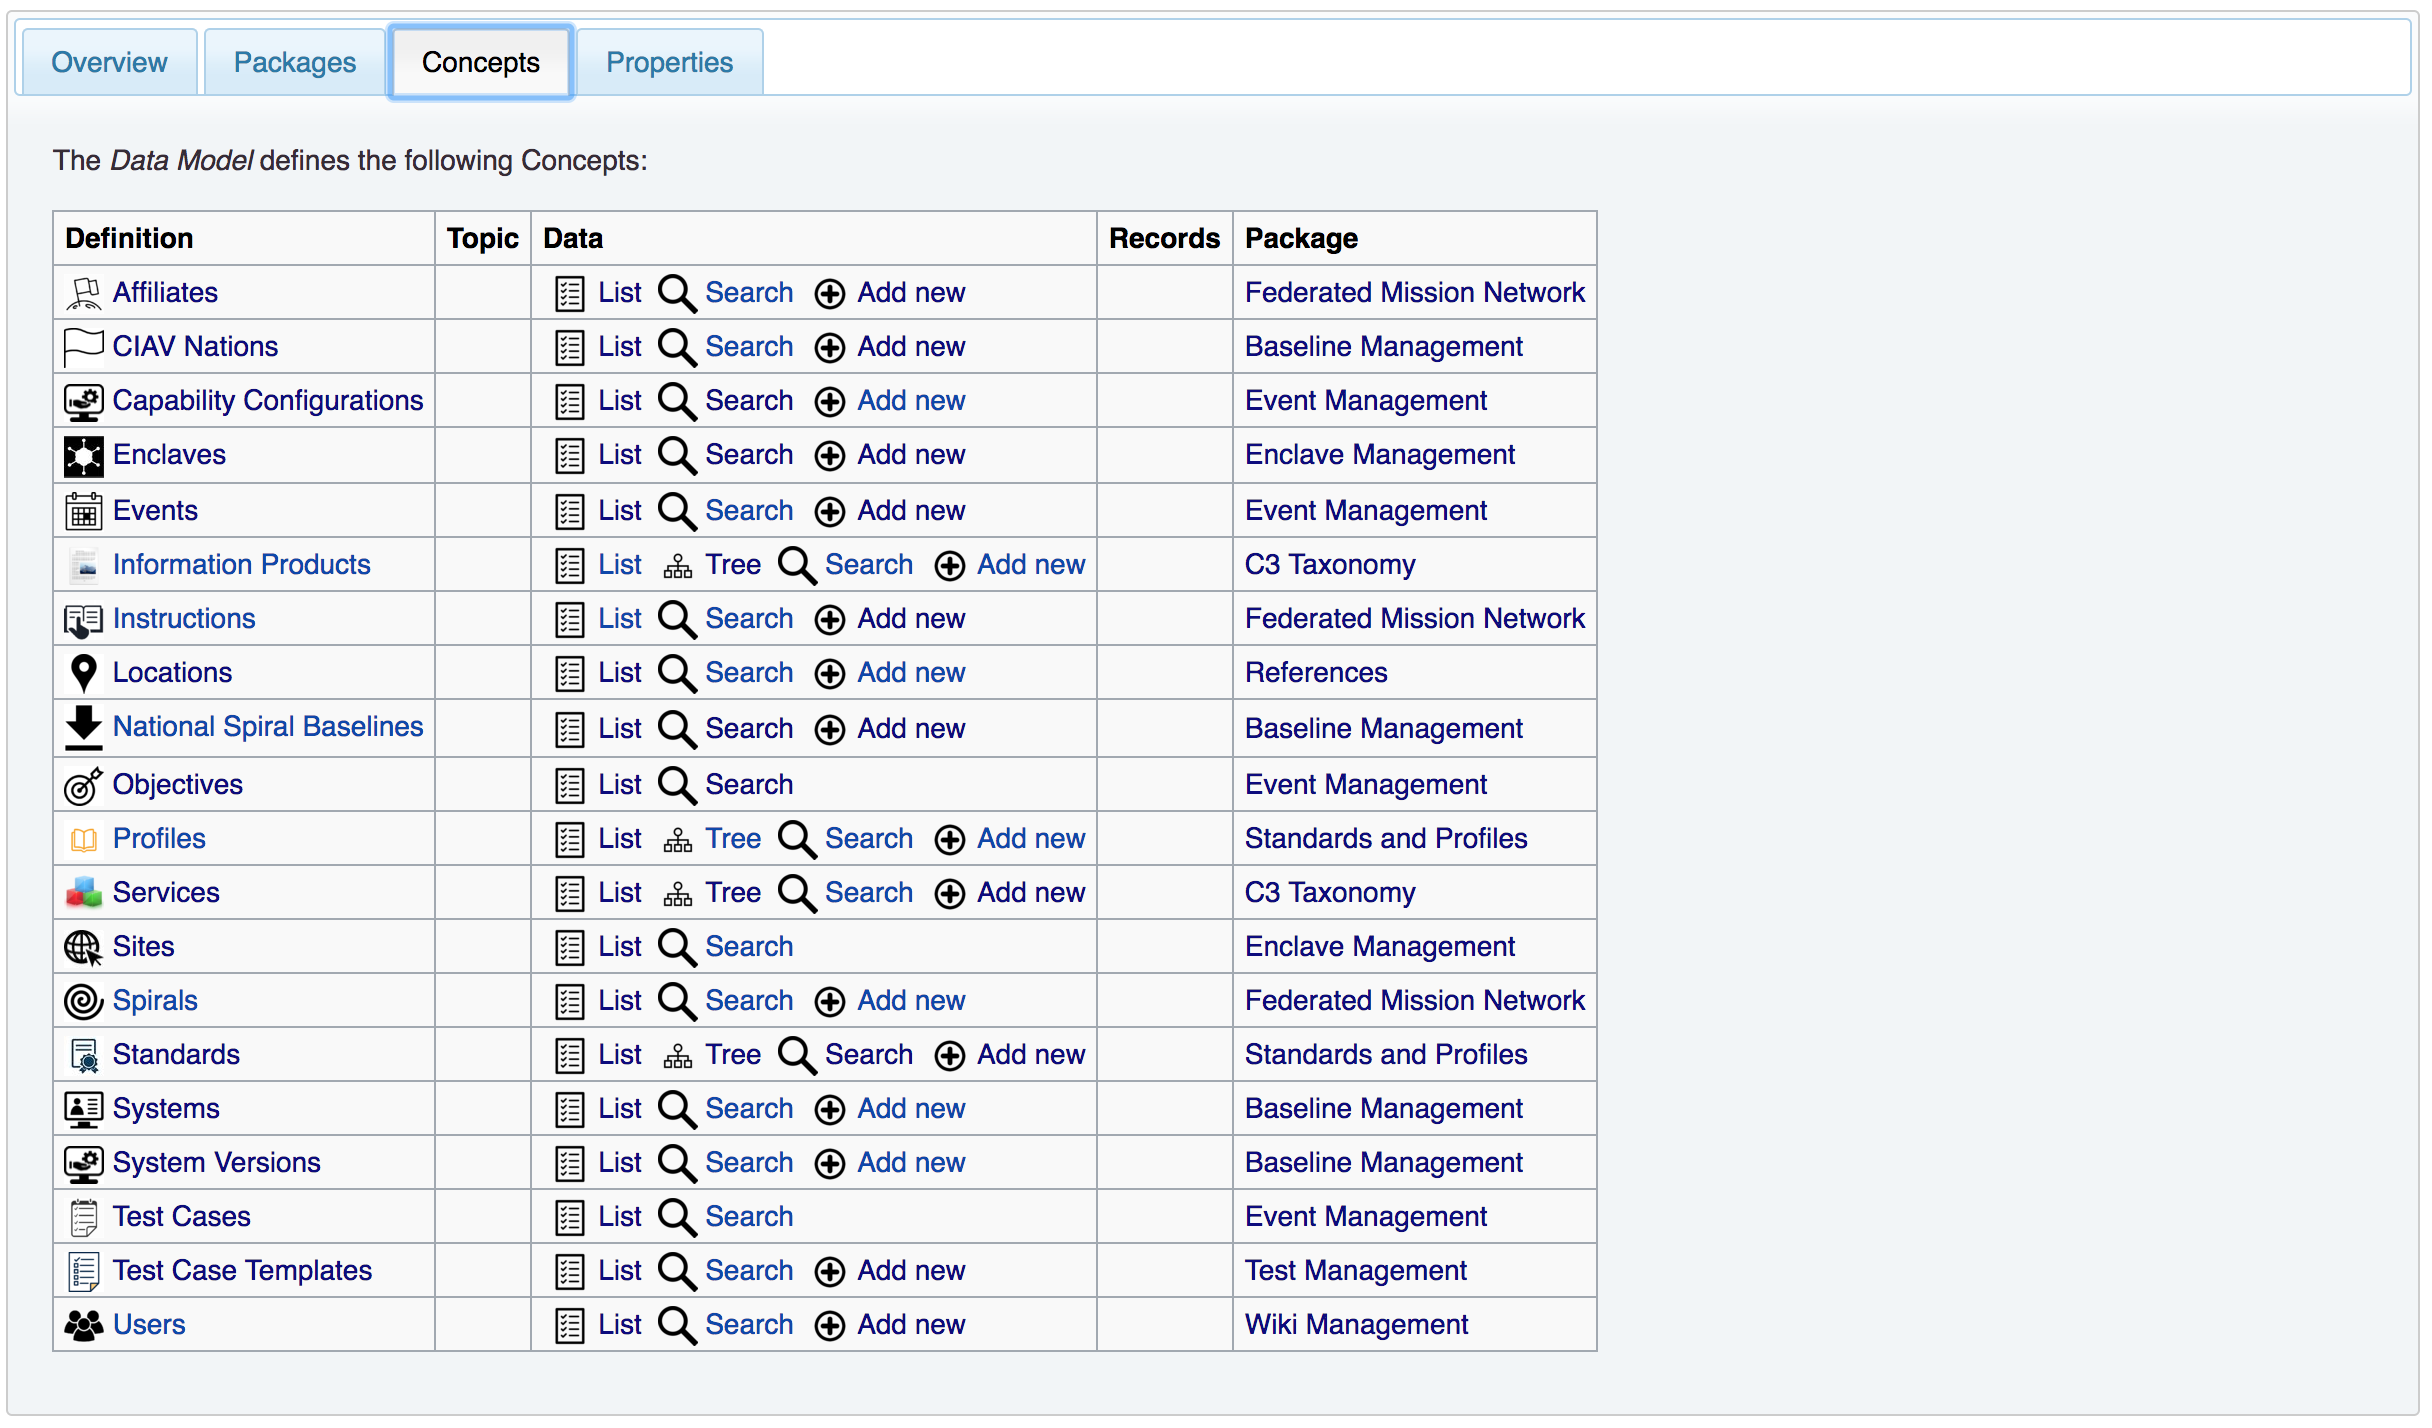 Overview Packages Concepts Properties
The Data Model defines the following Concepts:
Definition Topic Data Records Package
Affiliates List Search Add new Federated Mission Network
CIAV Nations List Search Add new Baseline Management
Capability Configurations List Search Add new Event Management
Enclaves List Search Add new Enclave Management
Events List Search Add new Event Management
Information Products List Tree Search Add new C3 Taxonomy
Instructions List Search Add new Federated Mission Network
Locations List Search Add new References
National Spiral Baselines List Search Add new Baseline Management
Objectives List Search Event Management
Profiles List Tree Search Add new Standards and Profiles
Services List Tree Search Add new C3 Taxonomy
Sites List Search Enclave Management
Spirals List Search Add new Federated Mission Network
Standards List Tree Search Add new Standards and Profiles
Systems List Search Add new Baseline Management
System Versions List Search Add new Baseline Management
Test Cases List Search Event Management
Test Case Templates List Search Add new Test Management
Users List Search Add new Wiki Management